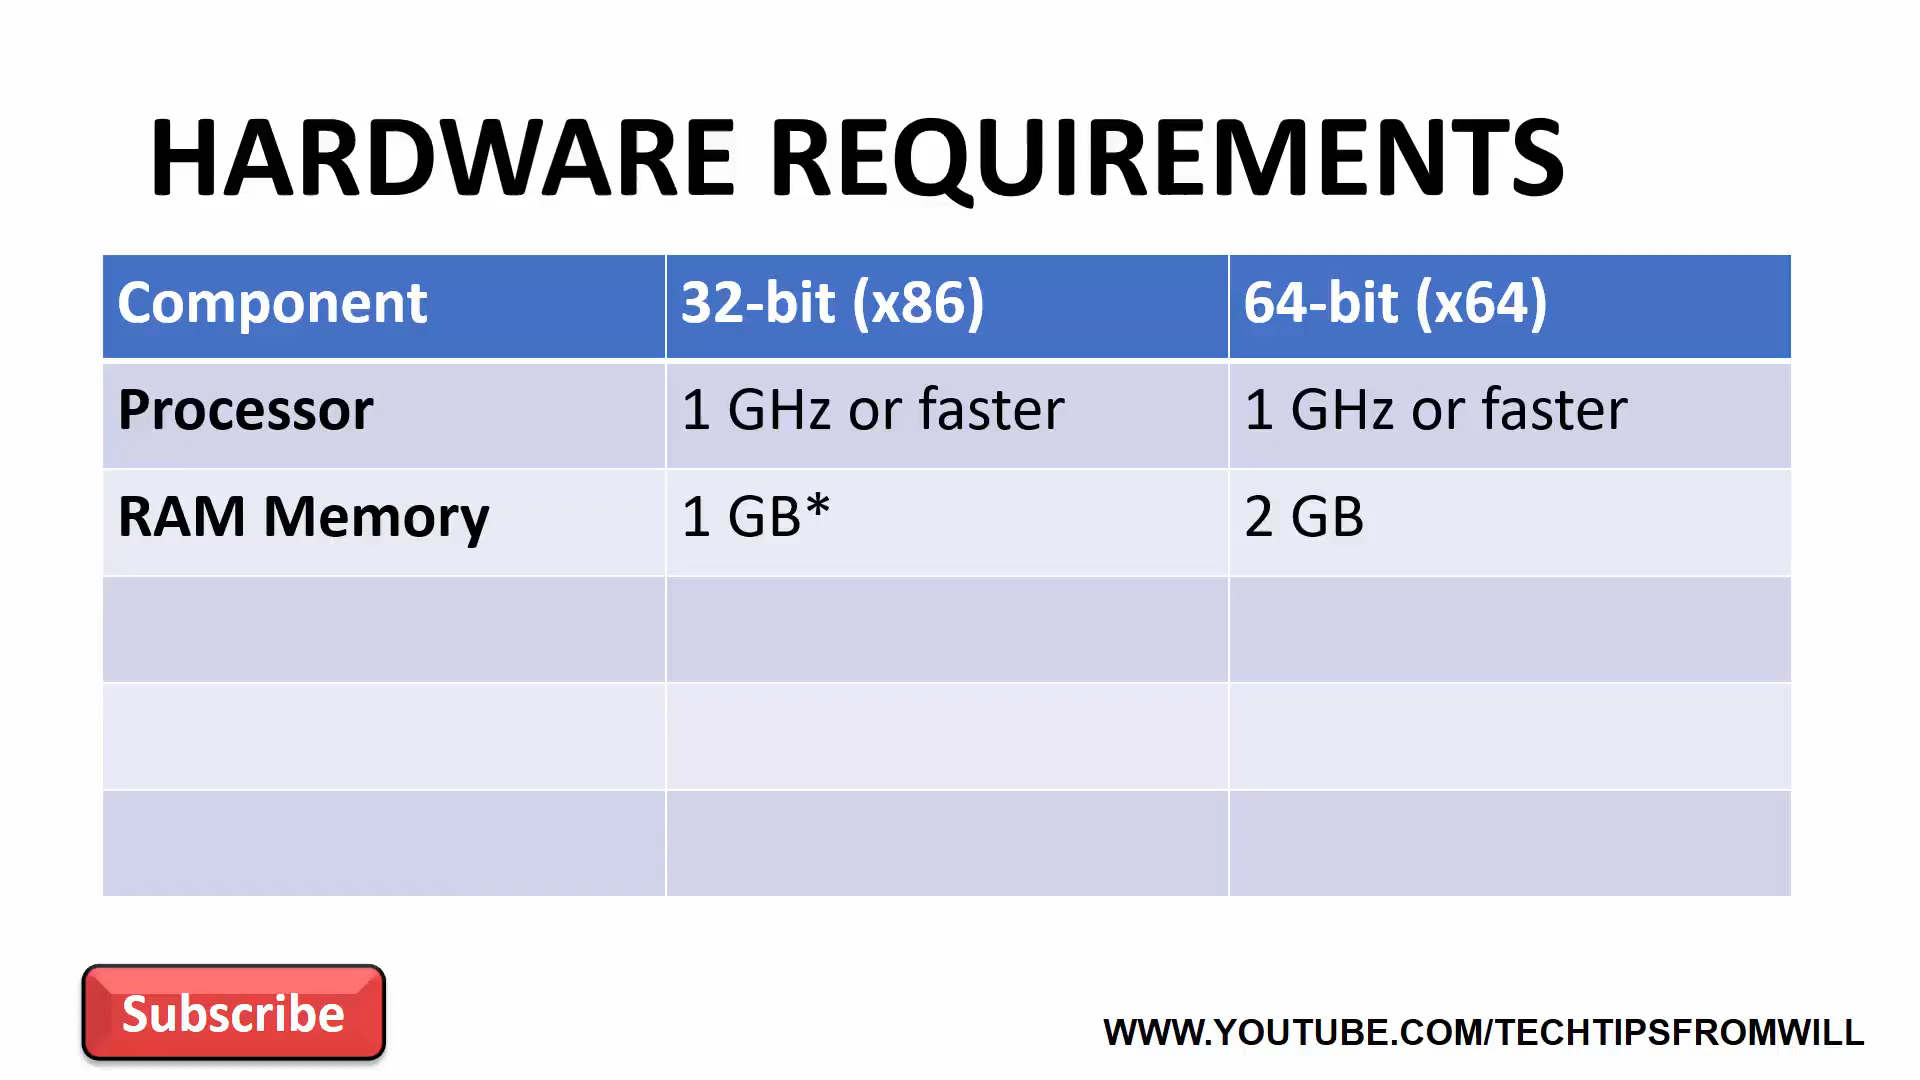 HARDWARE REQUIREMENTS
Component 32-bit (x86) 64-bit (x64)
Processor 1 GHz or faster 1 GHz or faster
RAM Memory 1 GB* 2 GB
Subscribe
WWW.YOUTUBE.COM/TECHTIPSFROMWILL